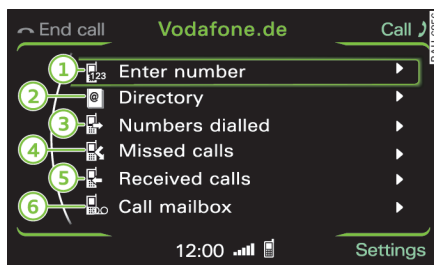 End call Vodafone.de Call
1 123 Enter number
2 @ Directory
3 Numbers dialled
4 Missed calls
5 Received calls
6 Call mailbox
12:00 Settings